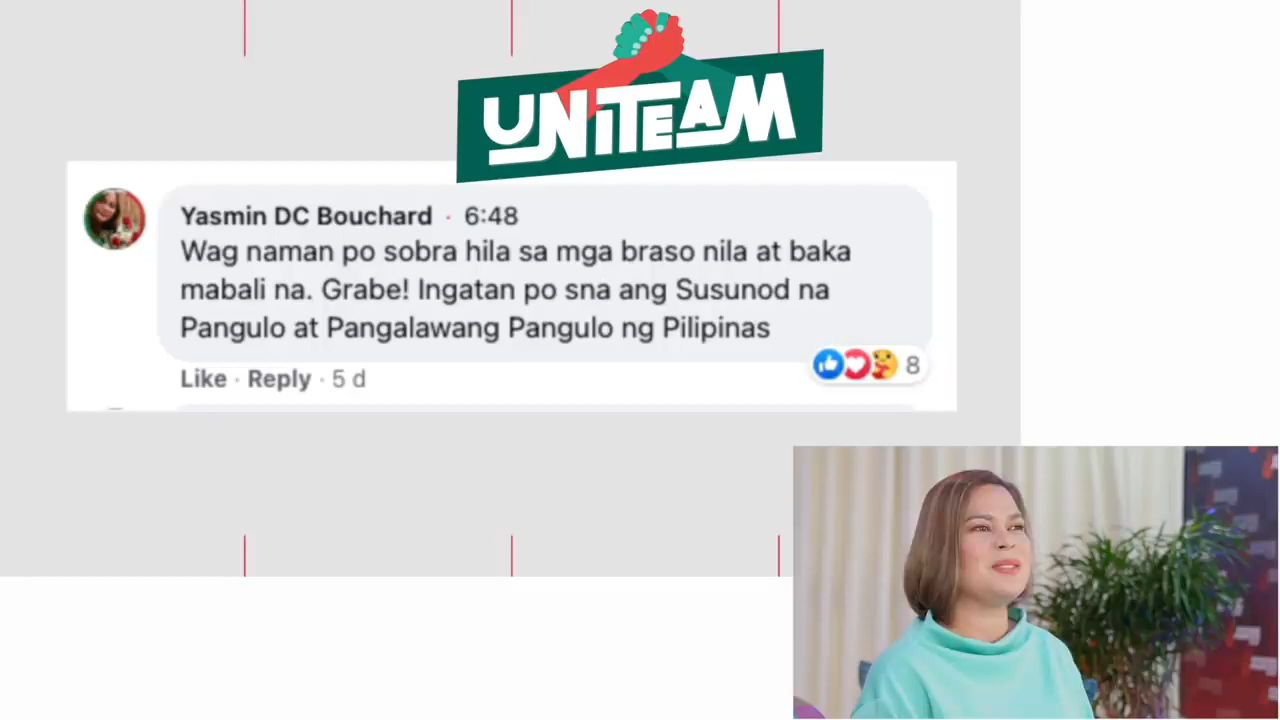 UNITEAM
Yasmin DC Bouchard · 6:48
Wag naman po sobra hila sa mga braso nila at baka
mabali na. Grabe! Ingatan po sna ang Susunod na
Pangulo at Pangalawang Pangulo ng Pilipinas
Like · Reply · 5 d
8